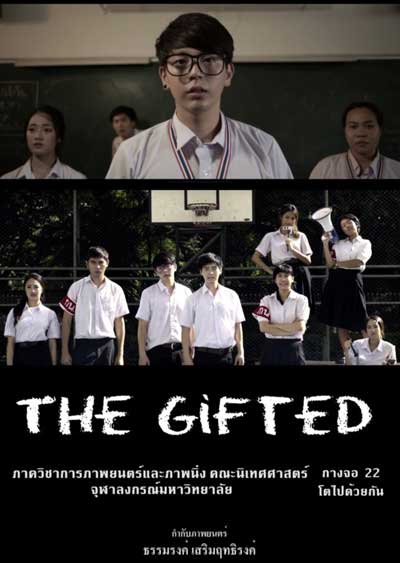 THE GiFTED
ภาควิชาการภาพยนตร์และภาพนิ่ง คณะนิเทศศาสตร์
จุฬาลงกรณ์มหาวิทยาลัย
กางจอ 22
โตไปด้วยกัน
กำกับภาพยนตร์
ธรรมรงค์ เสริมฤทธิรงค์